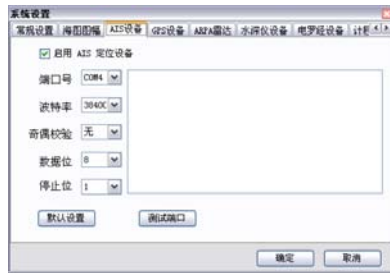 系统设置
常规设置 海图图幅 AIS设备 GPS设备 ARPA雷达 水深仪设备 电罗经设备 计
启用 AIS 定位设备
端口号 COM4
波特率 38400
奇偶校验 无
数据位 8
停止位 1
默认设置 测试端口
确定 取消